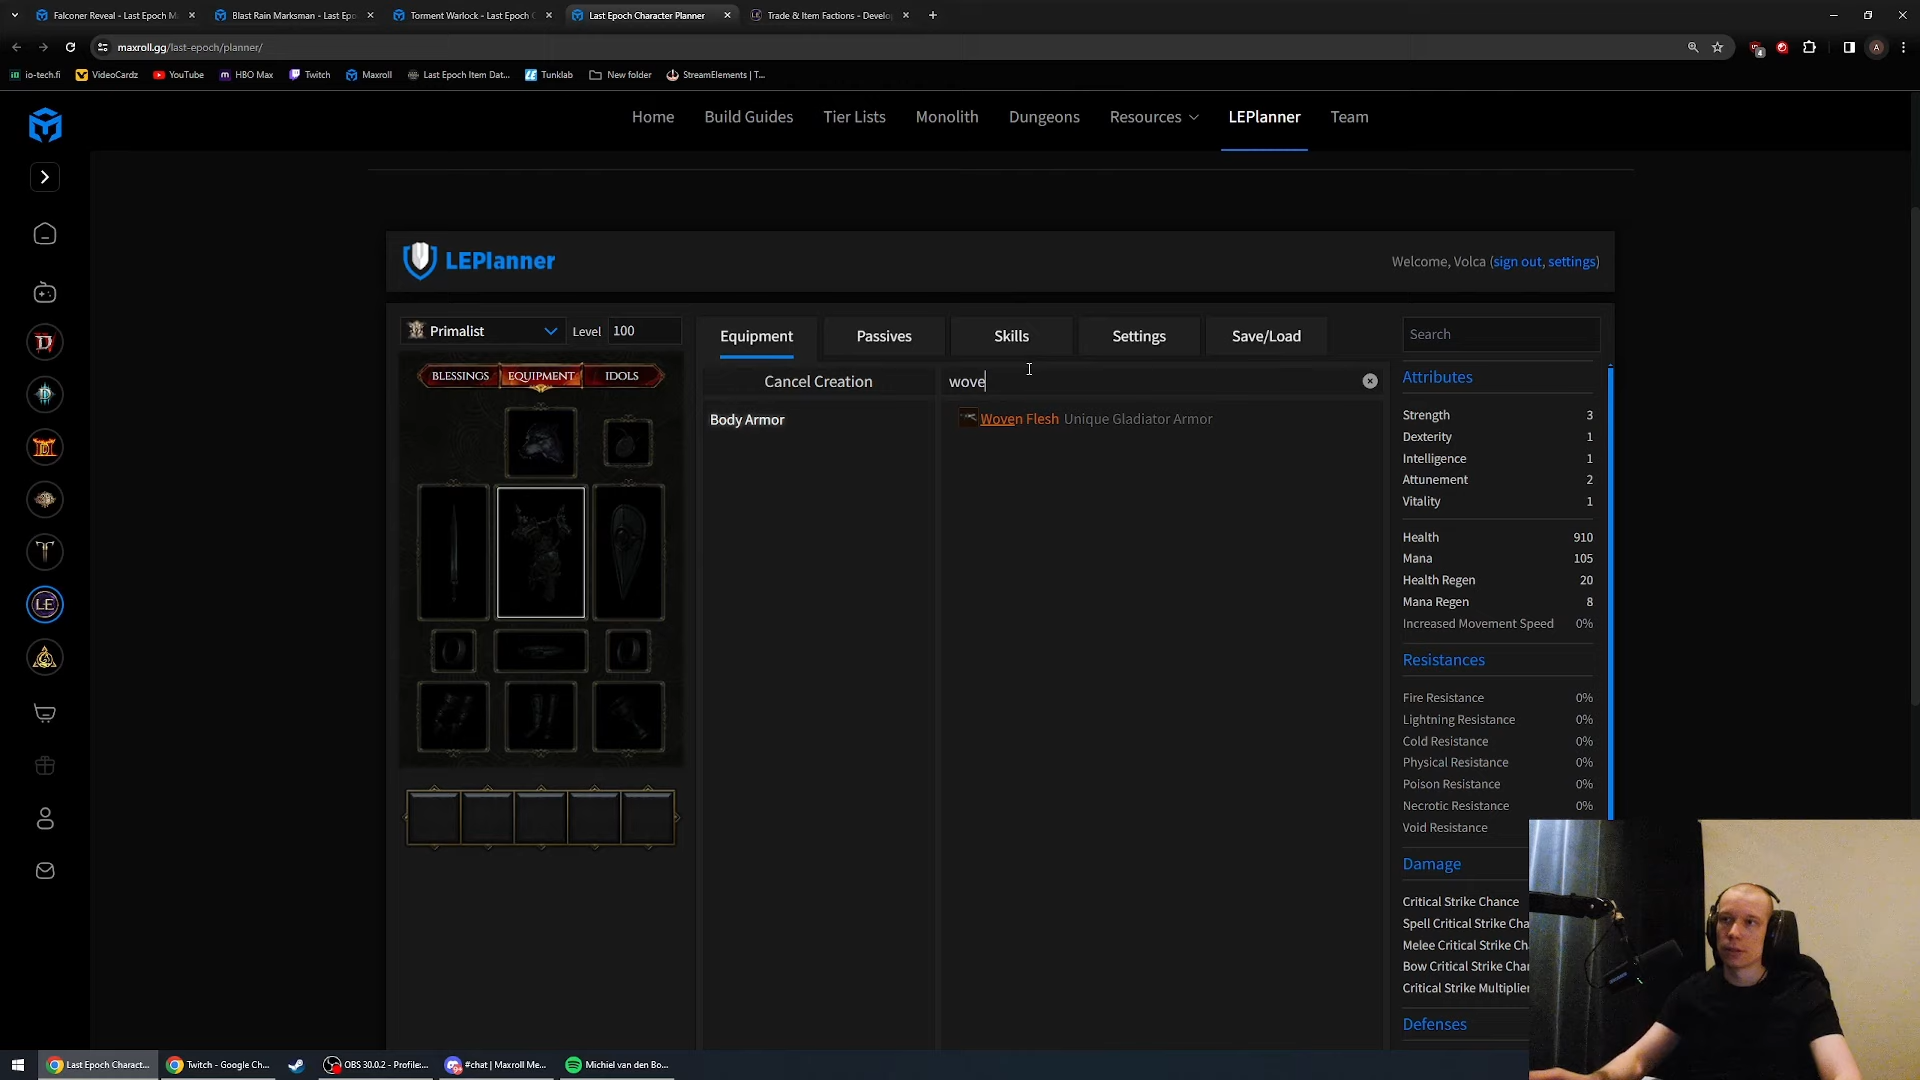 Falconer Reveal - Last Epoch M
Blast Rain Marksman - Last Epo
Torment Warlock - Last Epoch
Last Epoch Character Planner
Trade & Item Factions - Develo
maxroll.gg/last-epoch/planner/
A
io-tech.fi
VideoCardz
YouTube
HBO Max
Twitch
Maxroll
Last Epoch Item Dat...
Tunklab
New folder
StreamElements | T...
Home
Build Guides
Tier Lists
Monolith
Dungeons
Resources
LEPlanner
Team
LEPlanner
Welcome, Volca (sign out, settings)
Primalist
Level
100
Equipment
Passives
Skills
Settings
Save/Load
Search
BLESSINGS
EQUIPMENT
IDOLS
Cancel Creation
wove
Body Armor
Woven Flesh Unique Gladiator Armor
Attributes
Strength 3
Dexterity 1
Intelligence 1
Attunement 2
Vitality 1
Health 910
Mana 105
Health Regen 20
Mana Regen 8
Increased Movement Speed 0%
Resistances
Fire Resistance 0%
Lightning Resistance 0%
Cold Resistance 0%
Physical Resistance 0%
Poison Resistance 0%
Necrotic Resistance 0%
Void Resistance
Damage
Critical Strike Chance
Spell Critical Strike Cha
Melee Critical Strike Ch
Bow Critical Strike Char
Critical Strike Multiplier
Defenses
LE
Last Epoch Charact...
Twitch - Google Ch...
OBS 30.0.2 - Profile:...
#chat | Maxroll Me...
Michiel van den Bo...